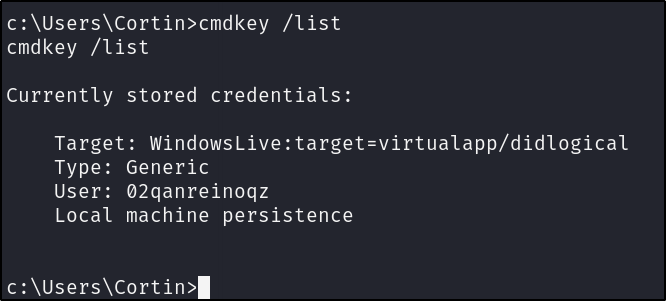 c:\Users\Cortin>cmdkey /list
cmdkey /list
Currently stored credentials:
Target: WindowsLive:target=virtualapp/didlogical
Type: Generic
User: 02qanreinoqz
Local machine persistence
c:\Users\Cortin>